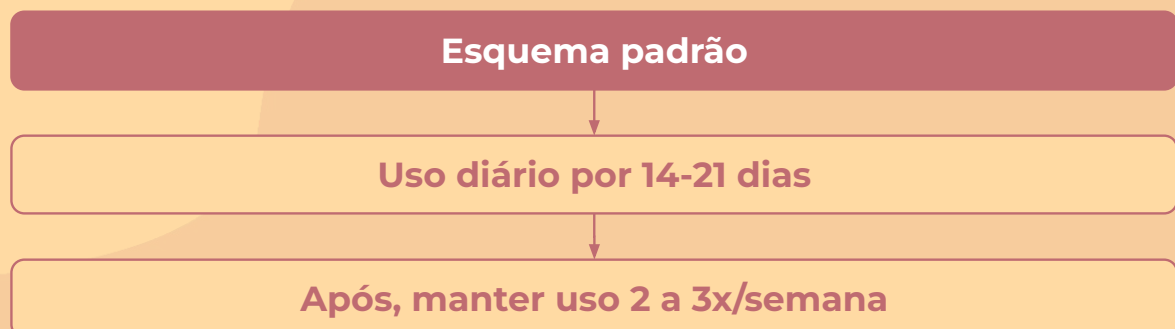 Esquema padrão
Uso diário por 14-21 dias
Após, manter uso 2 a 3x/semana